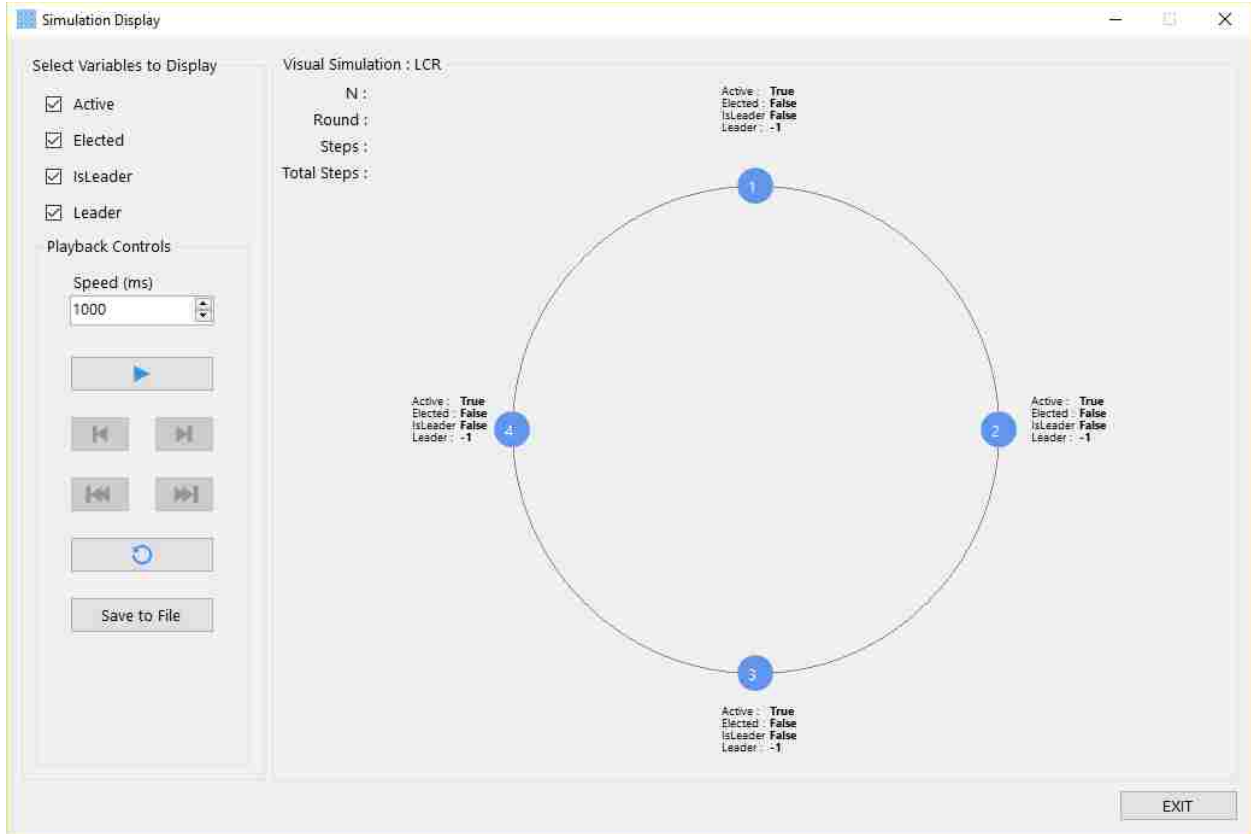 Simulation Display
Select Variables to Display
Active
Elected
IsLeader
Leader
Playback Controls
Speed (ms)
1000
Save to File
Visual Simulation : LCR
N :
Round :
Steps :
Total Steps :
Active : True
Elected : False
IsLeader False
Leader : -1
1
Active : True
Elected : False
IsLeader False
Leader : -1
4
2
Active : True
Elected : False
IsLeader False
Leader : -1
3
Active : True
Elected : False
IsLeader False
Leader : -1
EXIT